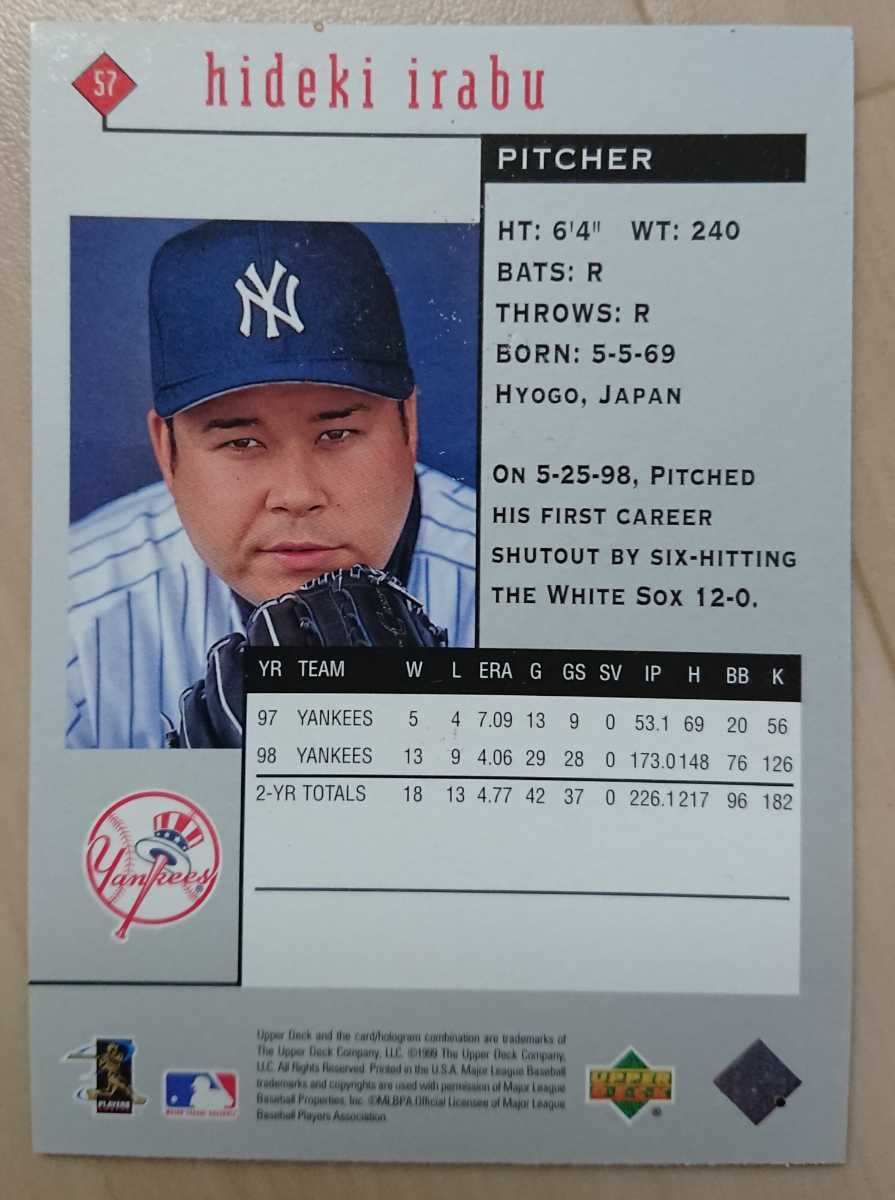 57
hideki irabu
PITCHER
HT: 6'4" WT: 240
BATS: R
THROWS: R
BORN: 5-5-69
HYOGO, JAPAN
ON 5-25-98, PITCHED
HIS FIRST CAREER
SHUTOUT BY SIX-HITTING
THE WHITE SOX 12-0.
NY
YR TEAM W L ERA G GS SV IP H BB K
97 YANKEES 5 4 7.09 13 9 0 53.1 69 20 56
98 YANKEES 13 9 4.06 29 28 0 173.0 148 76 126
2-YR TOTALS 18 13 4.77 42 37 0 226.1 217 96 182
Yankees®
Upper Deck and the card/hologram combination are trademarks of
The Upper Deck Company, LLC. ©1999 The Upper Deck Company,
LLC. All Rights Reserved. Printed in the U.S.A. Major League Baseball
trademarks and copyrights are used with permission of Major League
Baseball Properties, Inc. ©MLBPA Official Licensee of Major League
Baseball Players Association.
PLAYERS
MAJOR LEAGUE BASEBALL
UPPER
DECK
®